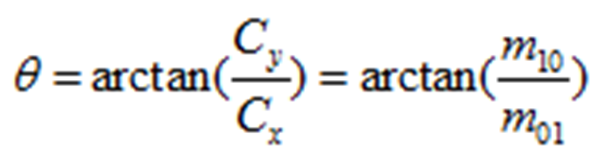 θ = arctan(C_y / C_x) = arctan(m_10 / m_01)